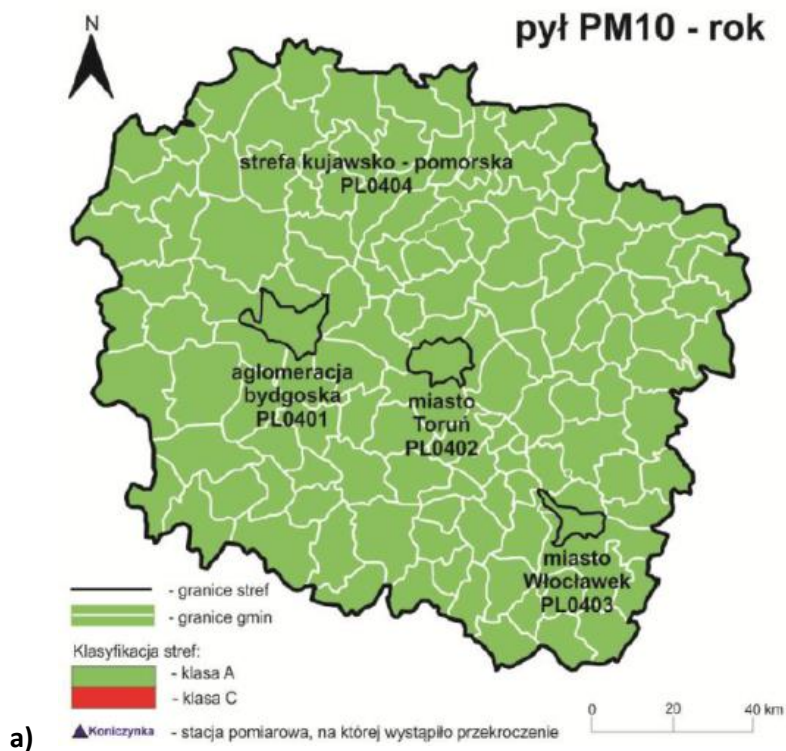 pył PM10 - rok
N
strefa kujawsko - pomorska
PL0404
aglomeracja
bydgoska
PL0401
miasto
Toruń
PL0402
miasto
Włocławek
PL0403
- granice stref
- granice gmin
Klasyfikacja stref:
- klasa A
- klasa C
Koniczynka - stacja pomiarowa, na której wystąpiło przekroczenie
0 20 40 km
a)